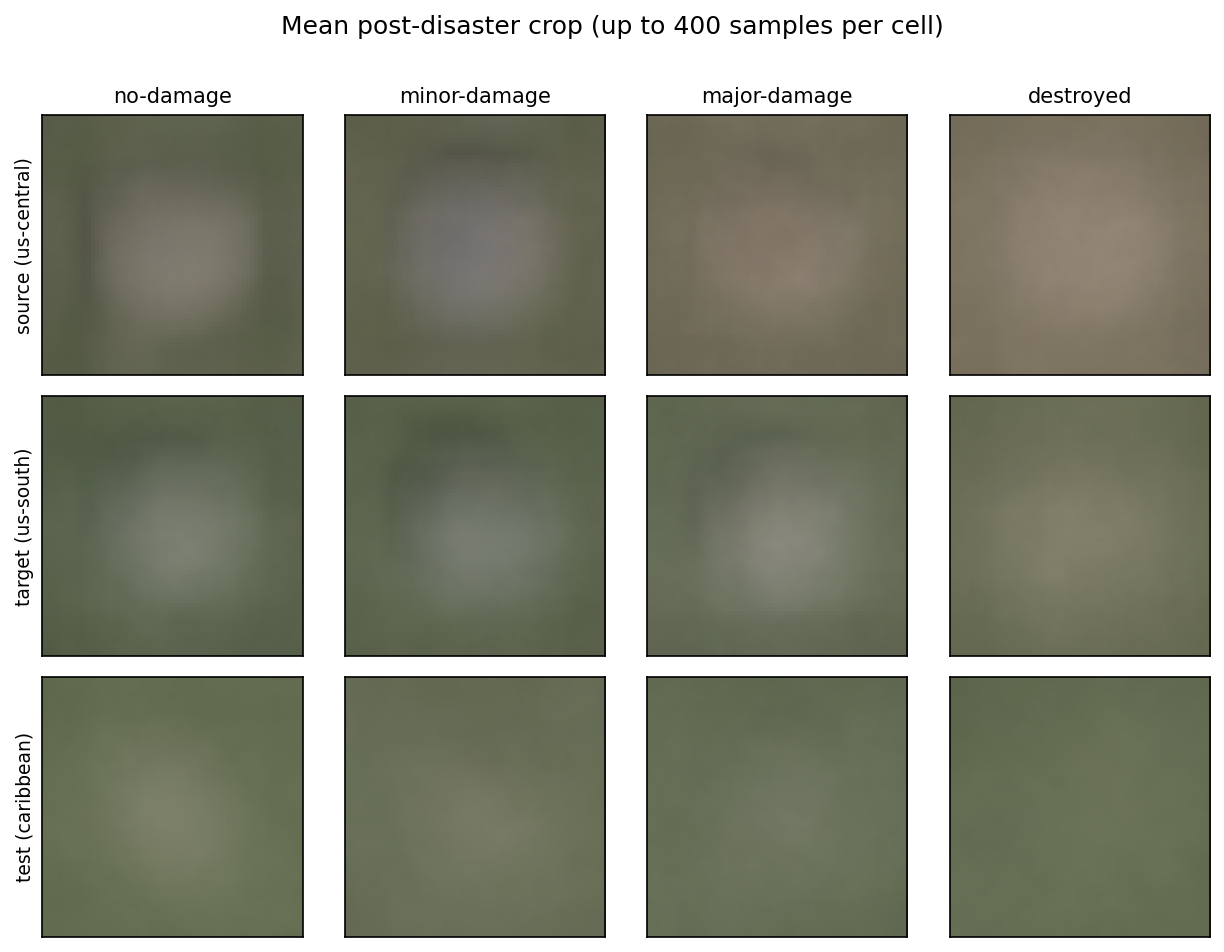 Mean post-disaster crop (up to 400 samples per cell)
no-damage minor-damage major-damage destroyed
source (us-central)
target (us-south)
test (caribbean)